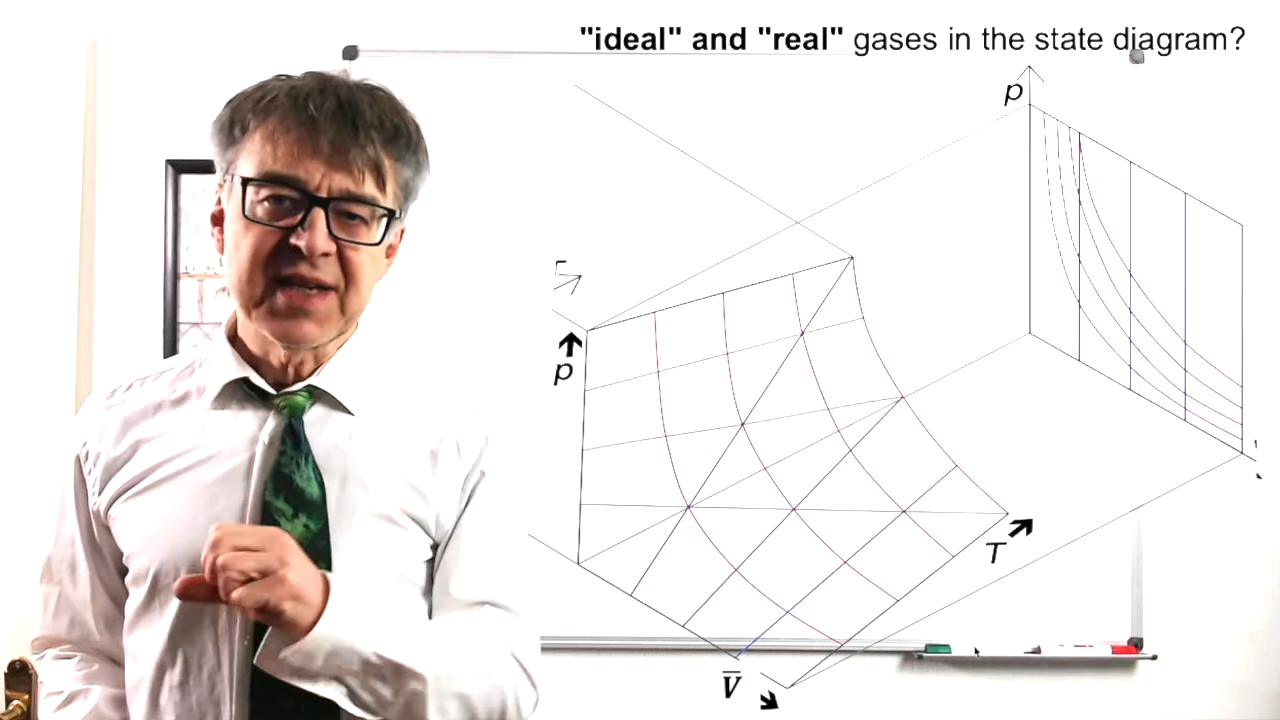 "ideal" and "real" gases in the state diagram?
p
p
T
V̅